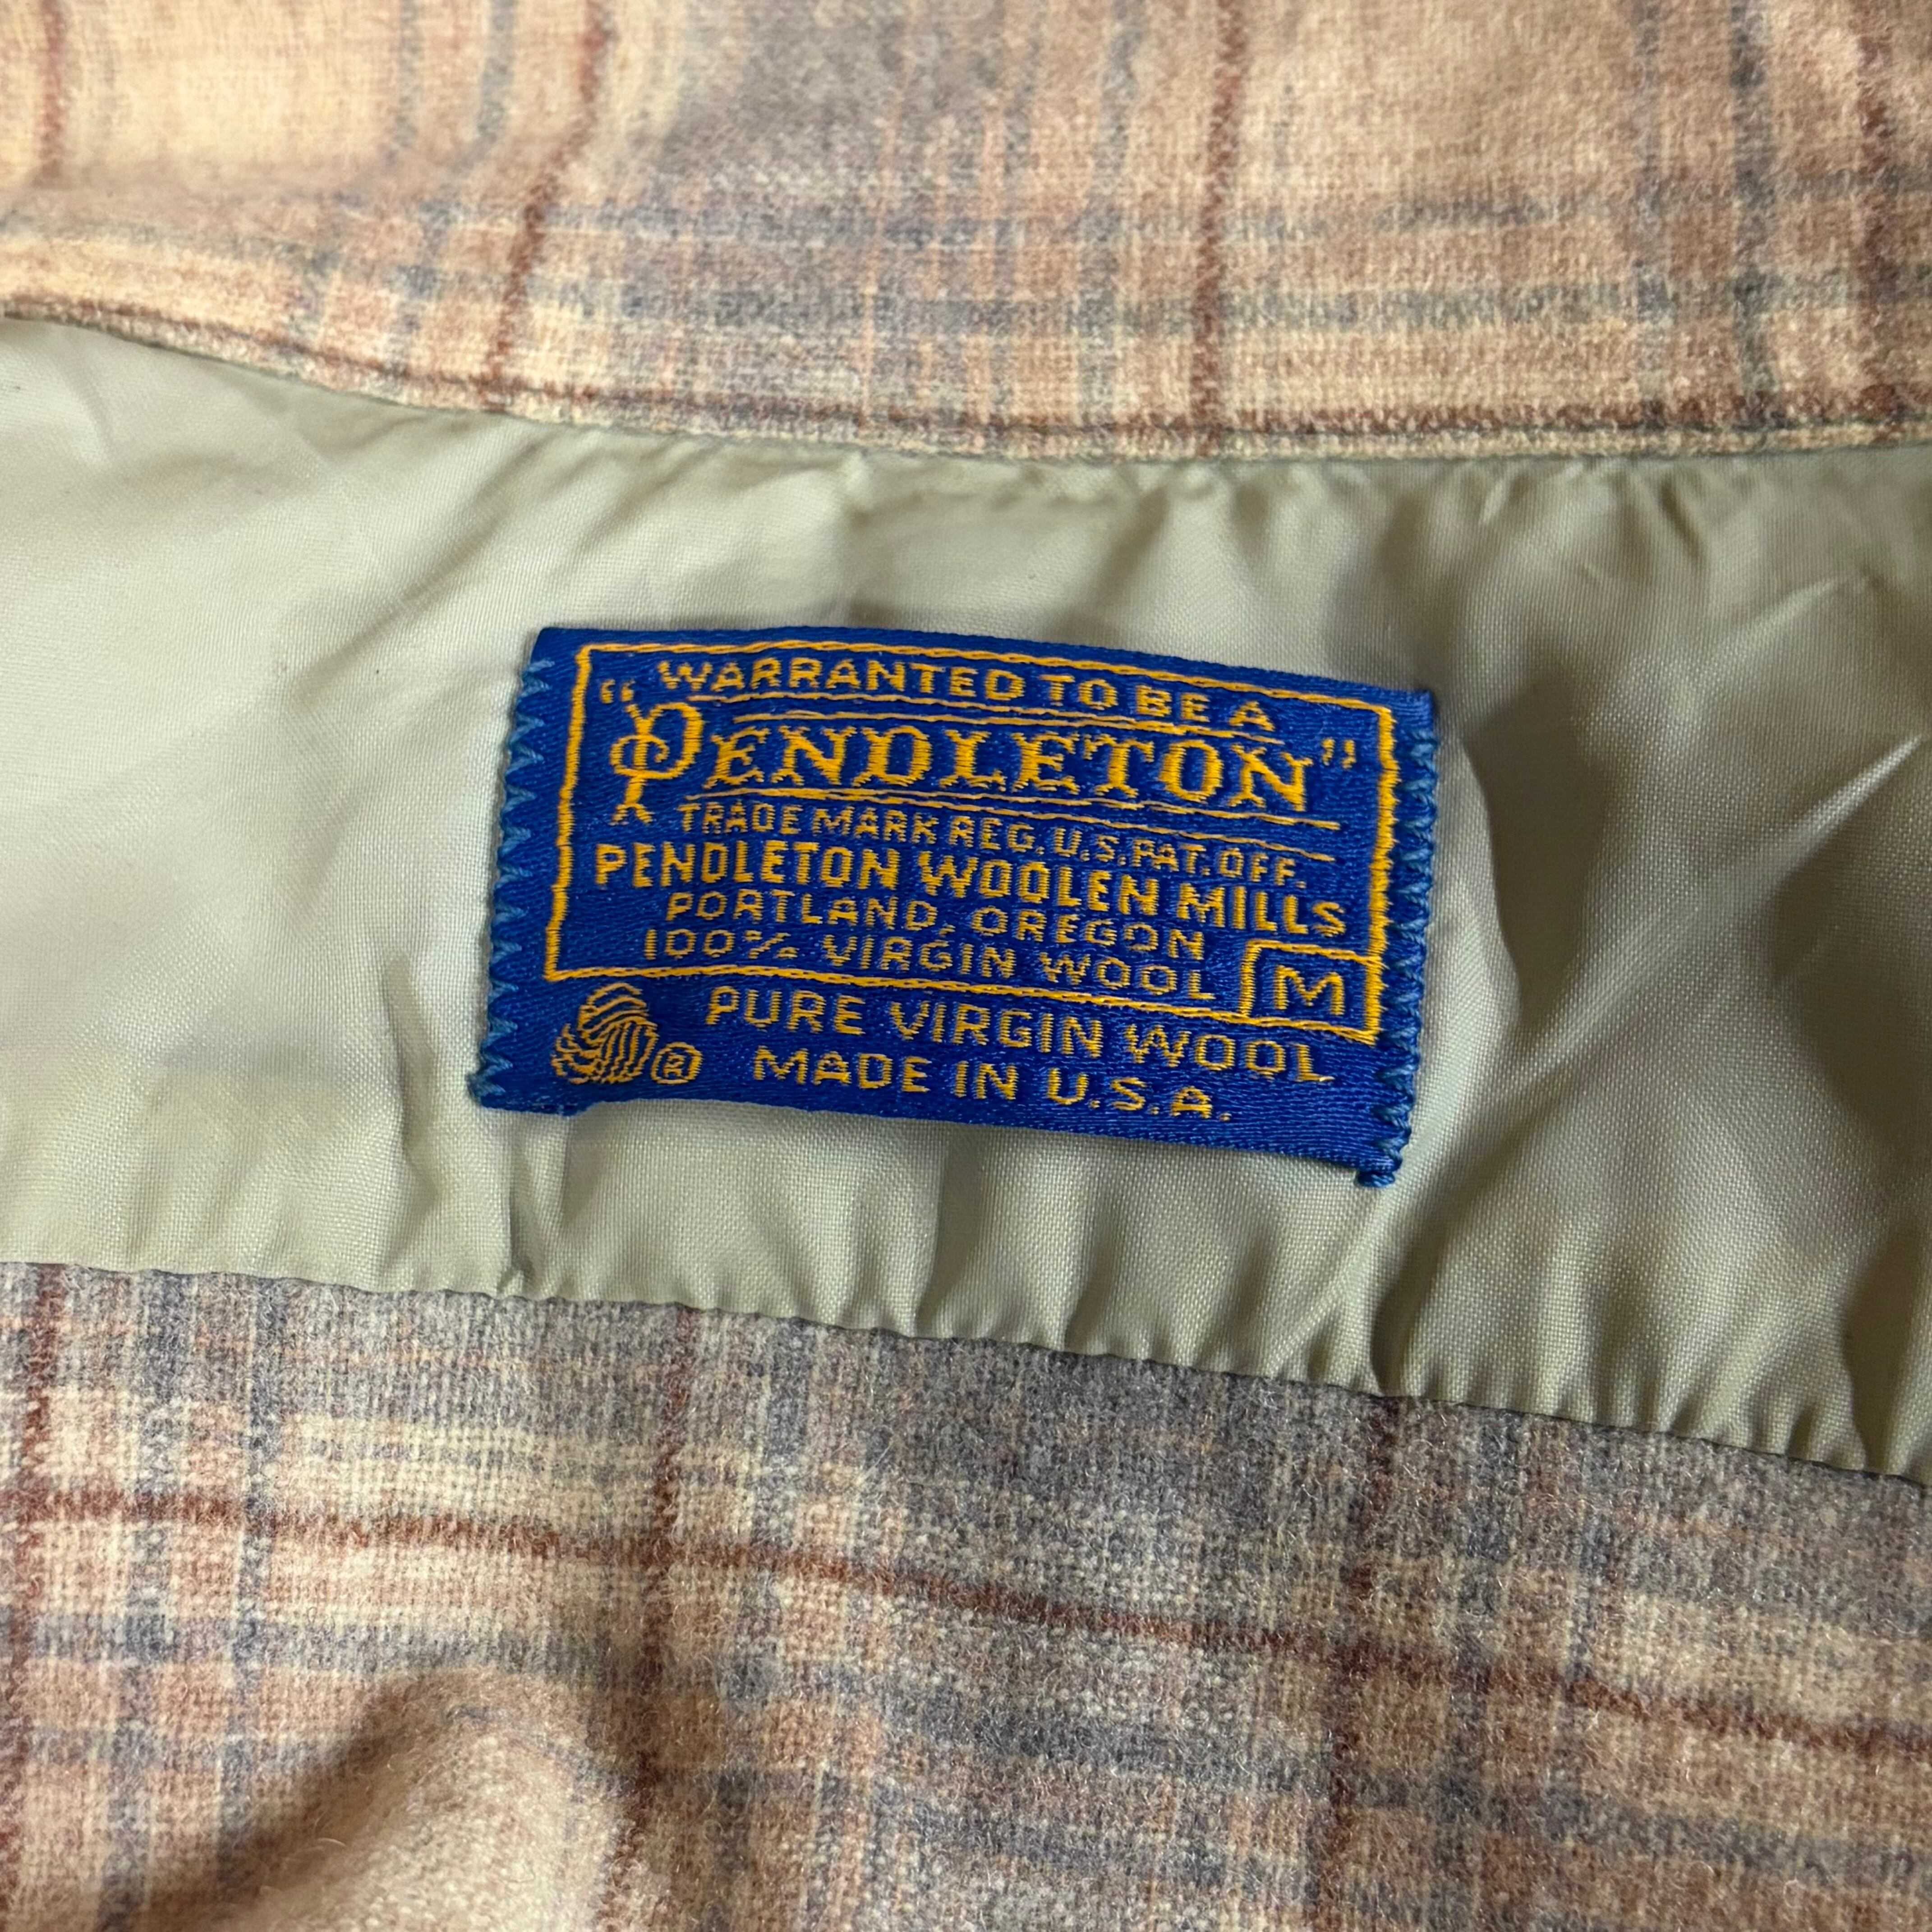 WARRANTED TO BE A
"PENDLETON"
TRADE MARK REG. U.S. PAT. OFF.
PENDLETON WOOLEN MILLS
PORTLAND, OREGON
100% VIRGIN WOOL M
PURE VIRGIN WOOL
® MADE IN U.S.A.